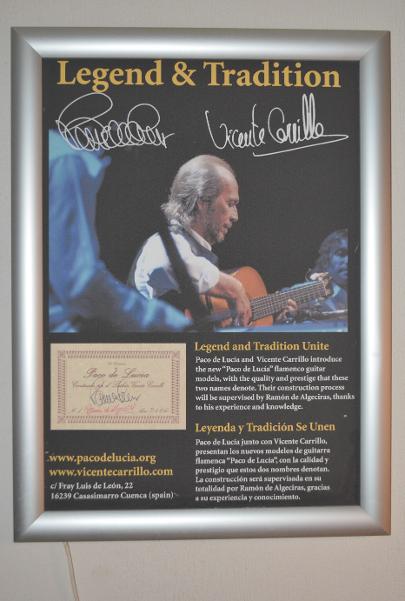 Legend & Tradition
Vicente Carrillo
Paco de Lucía
Legend and Tradition Unite
Paco de Lucía and Vicente Carrillo introduce
the new "Paco de Lucía" flamenco guitar
models, with the quality and prestige that these
two names denote. Their construction process
will be supervised by Ramón de Algeciras, thanks
to his experience and knowledge.
Leyenda y Tradición Se Unen
Paco de Lucía junto con Vicente Carrillo,
presentan los nuevos modelos de guitarra
flamenca "Paco de Lucía", con la calidad y
prestigio que estos dos nombres denotan.
La construcción será supervisada en su
totalidad por Ramón de Algeciras, gracias
a su experiencia y conocimiento.
www.pacodelucia.org
www.vicentecarrillo.com
c/ Fray Luis de León, 22
16239 Casasimarro Cuenca (spain)